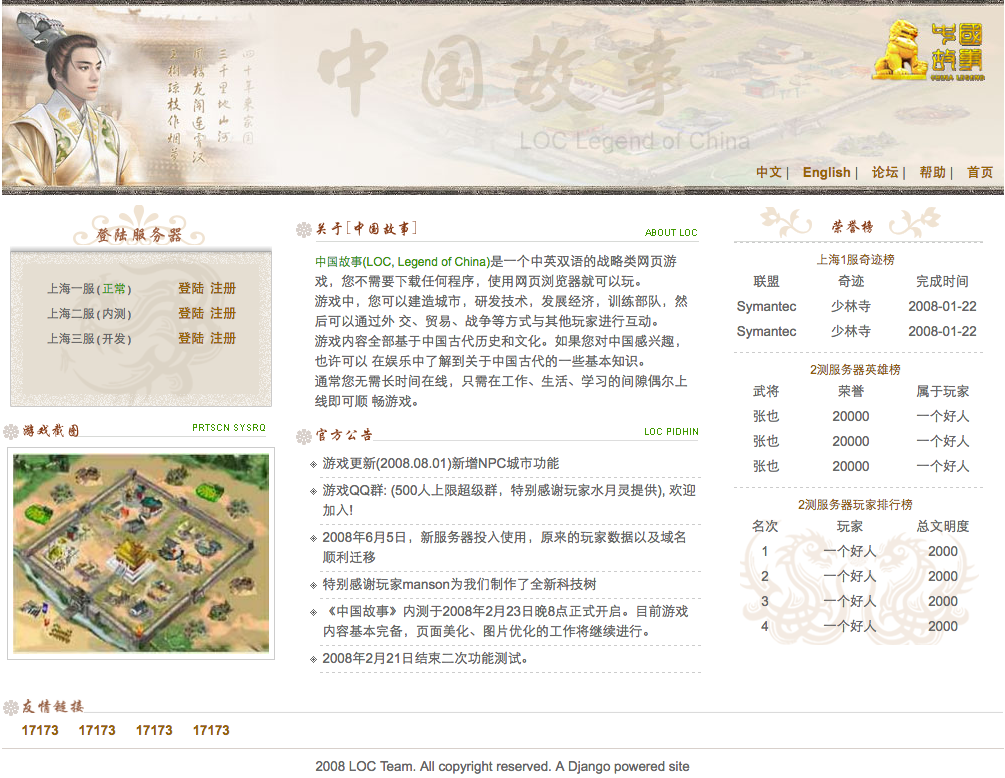 四十年来家国
三千里地山河
凤阁龙阁连霄汉
玉树琼枝作烟萝
中国故事
LOC Legend of China
中國故事
CHINA LEGEND
中文 | English | 论坛 | 帮助 | 首页
登陆服务器
上海一服(正常) 登陆 注册
上海二服(内测) 登陆 注册
上海三服(开发) 登陆 注册
游戏截图 PRTSCN SYSRQ
关于[中国故事] ABOUT LOC
中国故事(LOC, Legend of China)是一个中英双语的战略类网页游
戏，您不需要下载任何程序，使用网页浏览器就可以玩。
游戏中，您可以建造城市，研发技术，发展经济，训练部队，然
后可以通过外 交、贸易、战争等方式与其他玩家进行互动。
游戏内容全部基于中国古代历史和文化。如果您对中国感兴趣，
也许可以 在娱乐中了解到关于中国古代的一些基本知识。
通常您无需长时间在线，只需在工作、生活、学习的间隙偶尔上
线即可顺 畅游戏。
官方公告 LOC PIDHIN
游戏更新(2008.08.01)新增NPC城市功能
游戏QQ群: (500人上限超级群，特别感谢玩家水月灵提供), 欢迎
加入!
2008年6月5日，新服务器投入使用，原来的玩家数据以及域名
顺利迁移
特别感谢玩家manson为我们制作了全新科技树
《中国故事》内测于2008年2月23日晚8点正式开启。目前游戏
内容基本完备，页面美化、图片优化的工作将继续进行。
2008年2月21日结束二次功能测试。
荣誉榜
上海1服奇迹榜
联盟 奇迹 完成时间
Symantec 少林寺 2008-01-22
Symantec 少林寺 2008-01-22
2测服务器英雄榜
武将 荣誉 属于玩家
张也 20000 一个好人
张也 20000 一个好人
张也 20000 一个好人
2测服务器玩家排行榜
名次 玩家 总文明度
1 一个好人 2000
2 一个好人 2000
3 一个好人 2000
4 一个好人 2000
友情链接
17173 17173 17173 17173
2008 LOC Team. All copyright reserved. A Django powered site